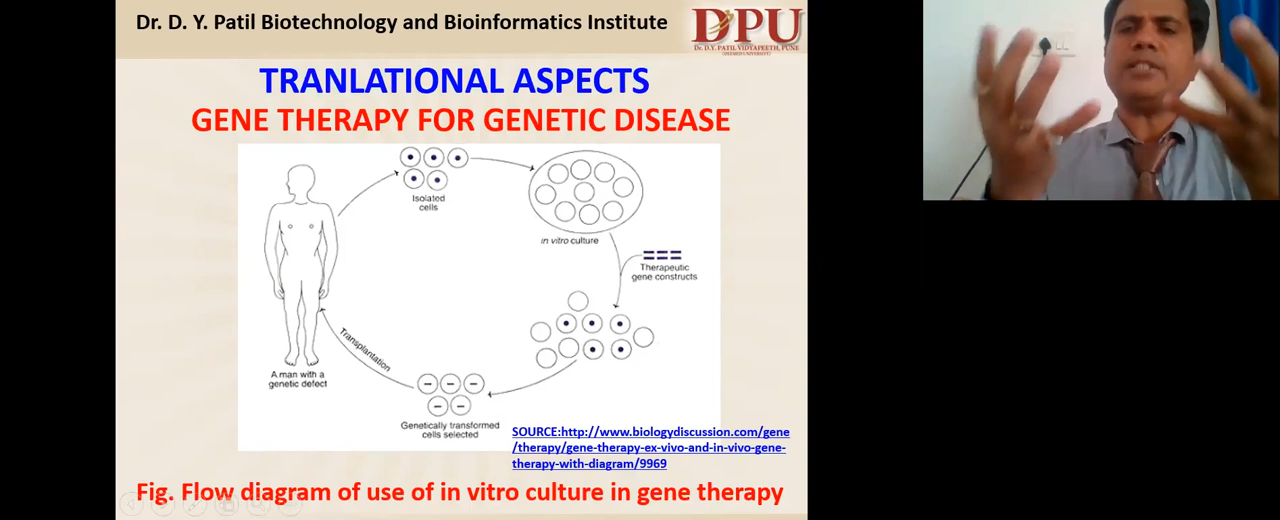 Dr. D. Y. Patil Biotechnology and Bioinformatics Institute
DPU
Dr. D.Y. PATIL VIDYAPEETH, PUNE
(DEEMED UNIVERSITY)
TRANLATIONAL ASPECTS
GENE THERAPY FOR GENETIC DISEASE
Isolated
cells
in vitro culture
Therapeutic
gene constructs
Transplantation
A man with a
genetic defect
Genetically transformed
cells selected
SOURCE:http://www.biologydiscussion.com/gene
/therapy/gene-therapy-ex-vivo-and-in-vivo-gene-
therapy-with-diagram/9969
Fig. Flow diagram of use of in vitro culture in gene therapy